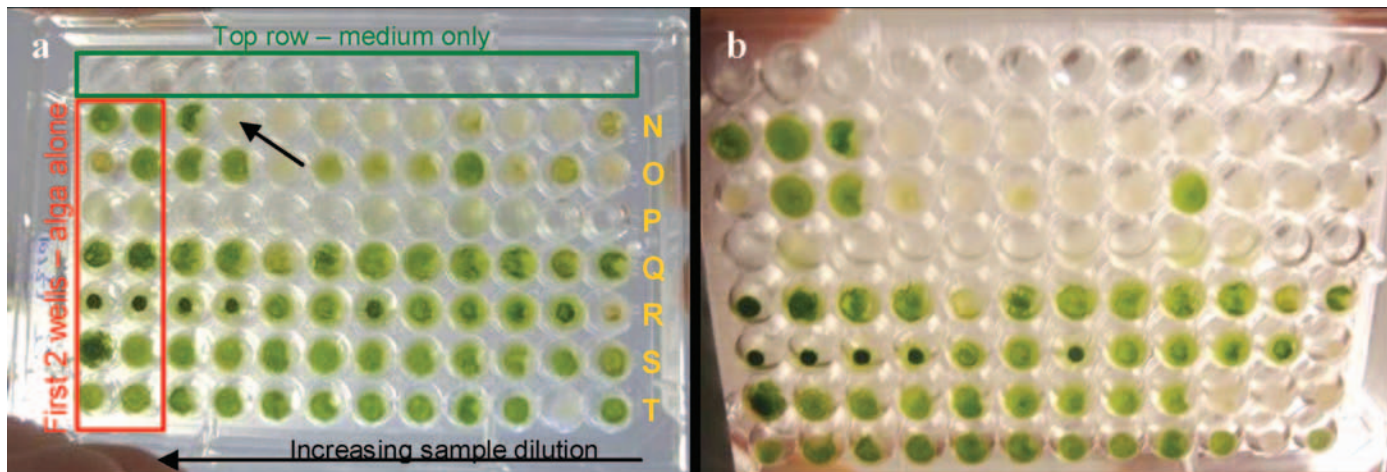 a
Top row – medium only
b
First 2 wells – alga alone
N
O
P
Q
R
S
T
Increasing sample dilution